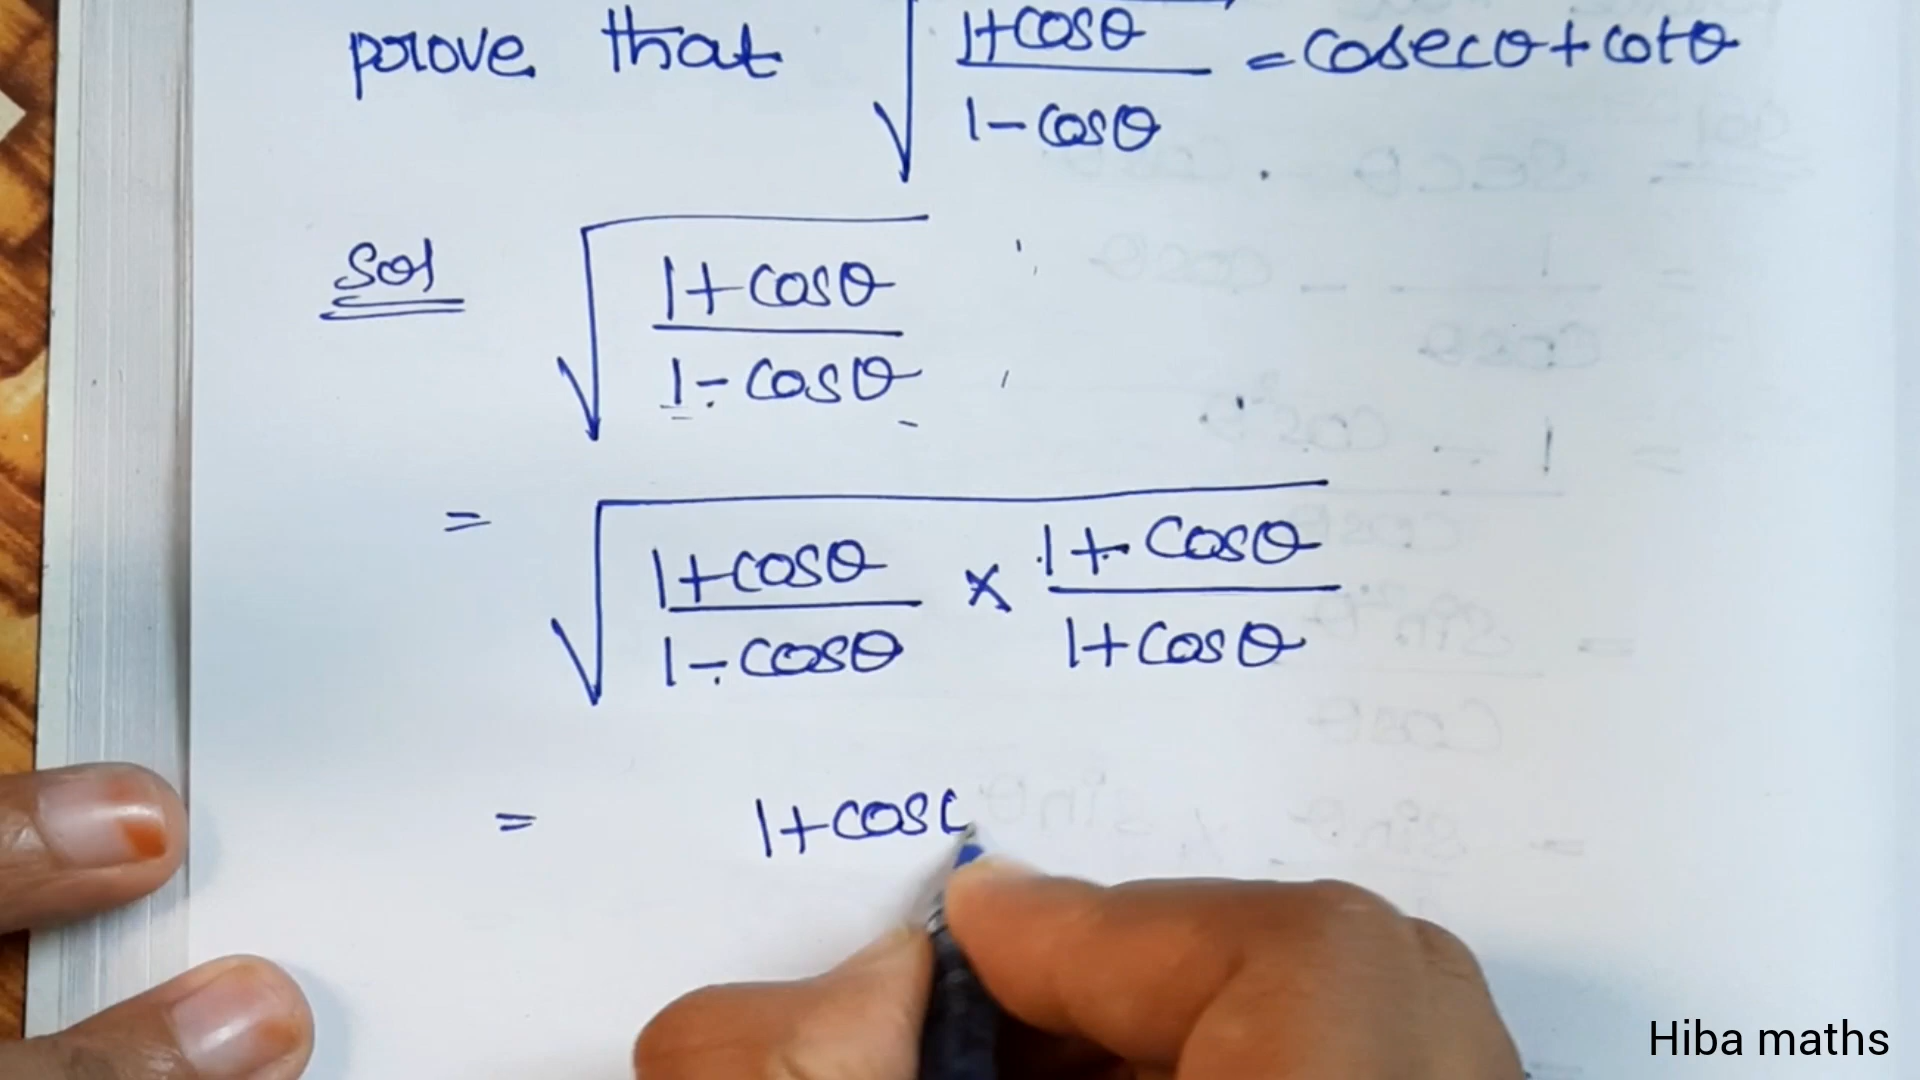 prove that √(1+cosθ / 1-cosθ) = cosecθ + cotθ
Sol √(1+cosθ / 1-cosθ)
= √(1+cosθ / 1-cosθ × 1+cosθ / 1+cosθ)
= 1+cos
Hiba maths